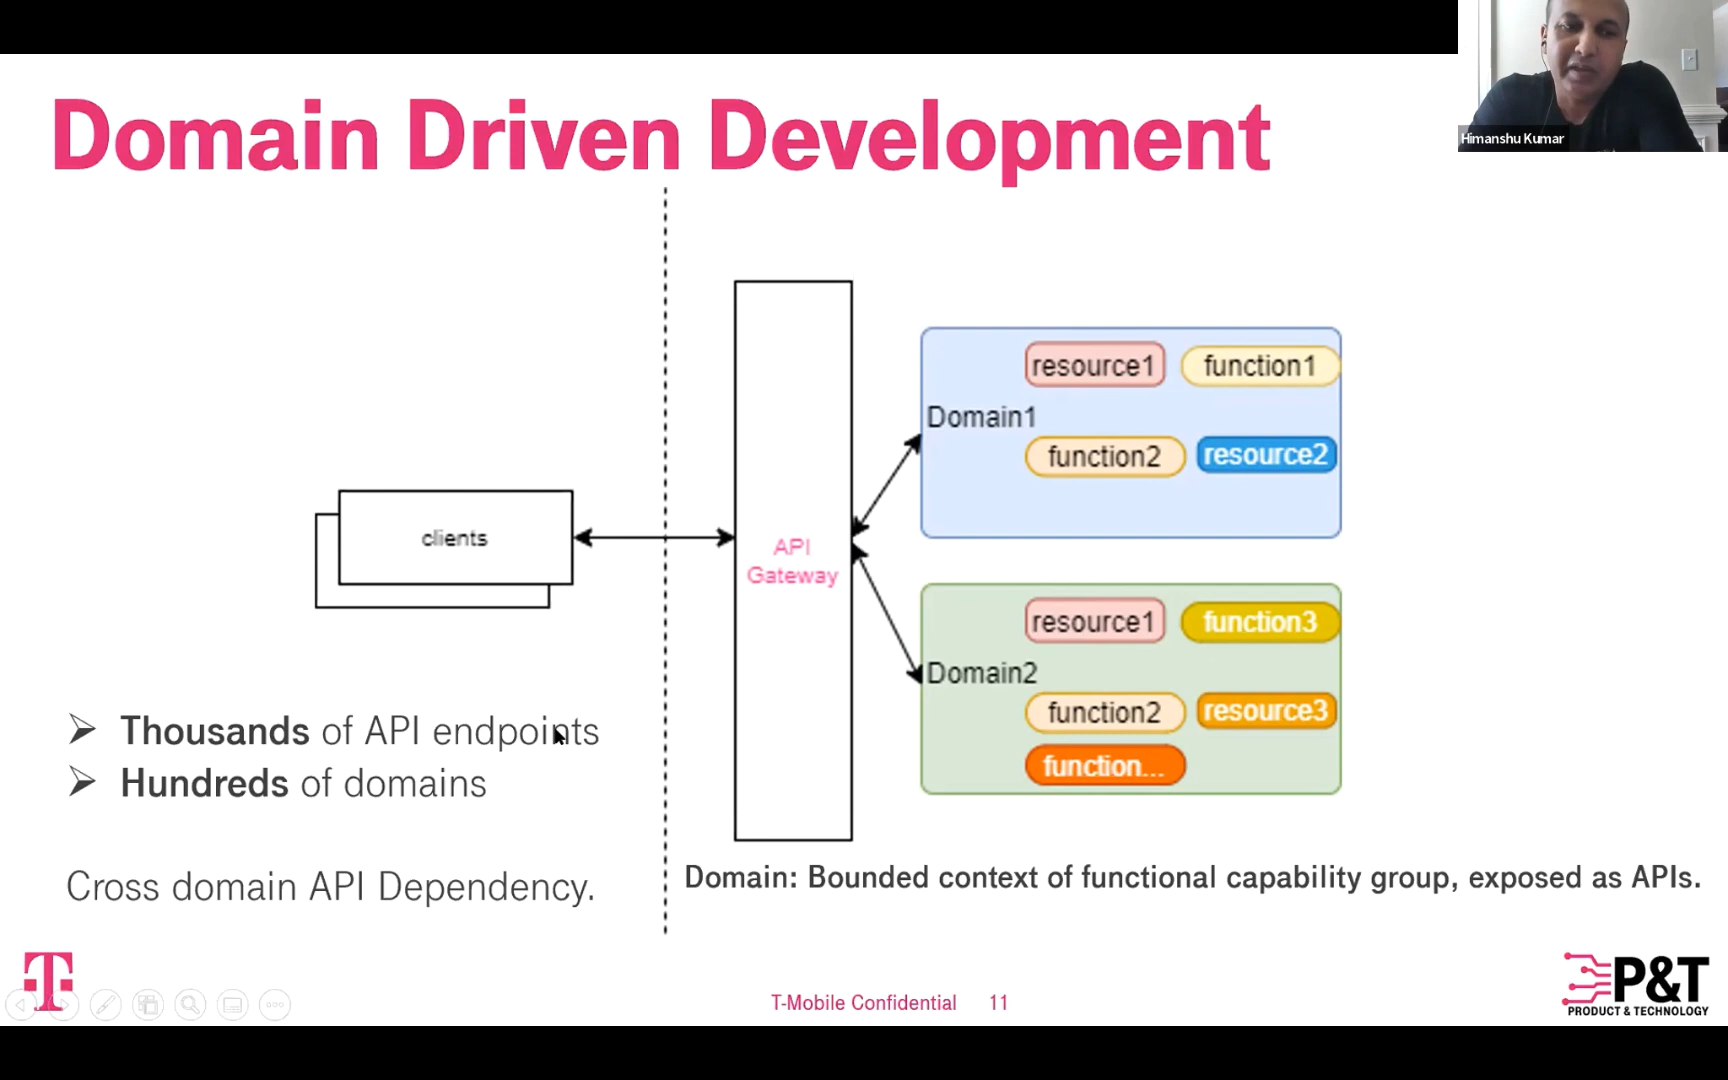 Himanshu Kumar
Domain Driven Development
resource1
function1
Domain1
function2
resource2
clients
API
Gateway
resource1
function3
Domain2
function2
resource3
function...
➢ Thousands of API endpoints
➢ Hundreds of domains
Cross domain API Dependency.
Domain: Bounded context of functional capability group, exposed as APIs.
T
T-Mobile Confidential 11
P&T
PRODUCT & TECHNOLOGY